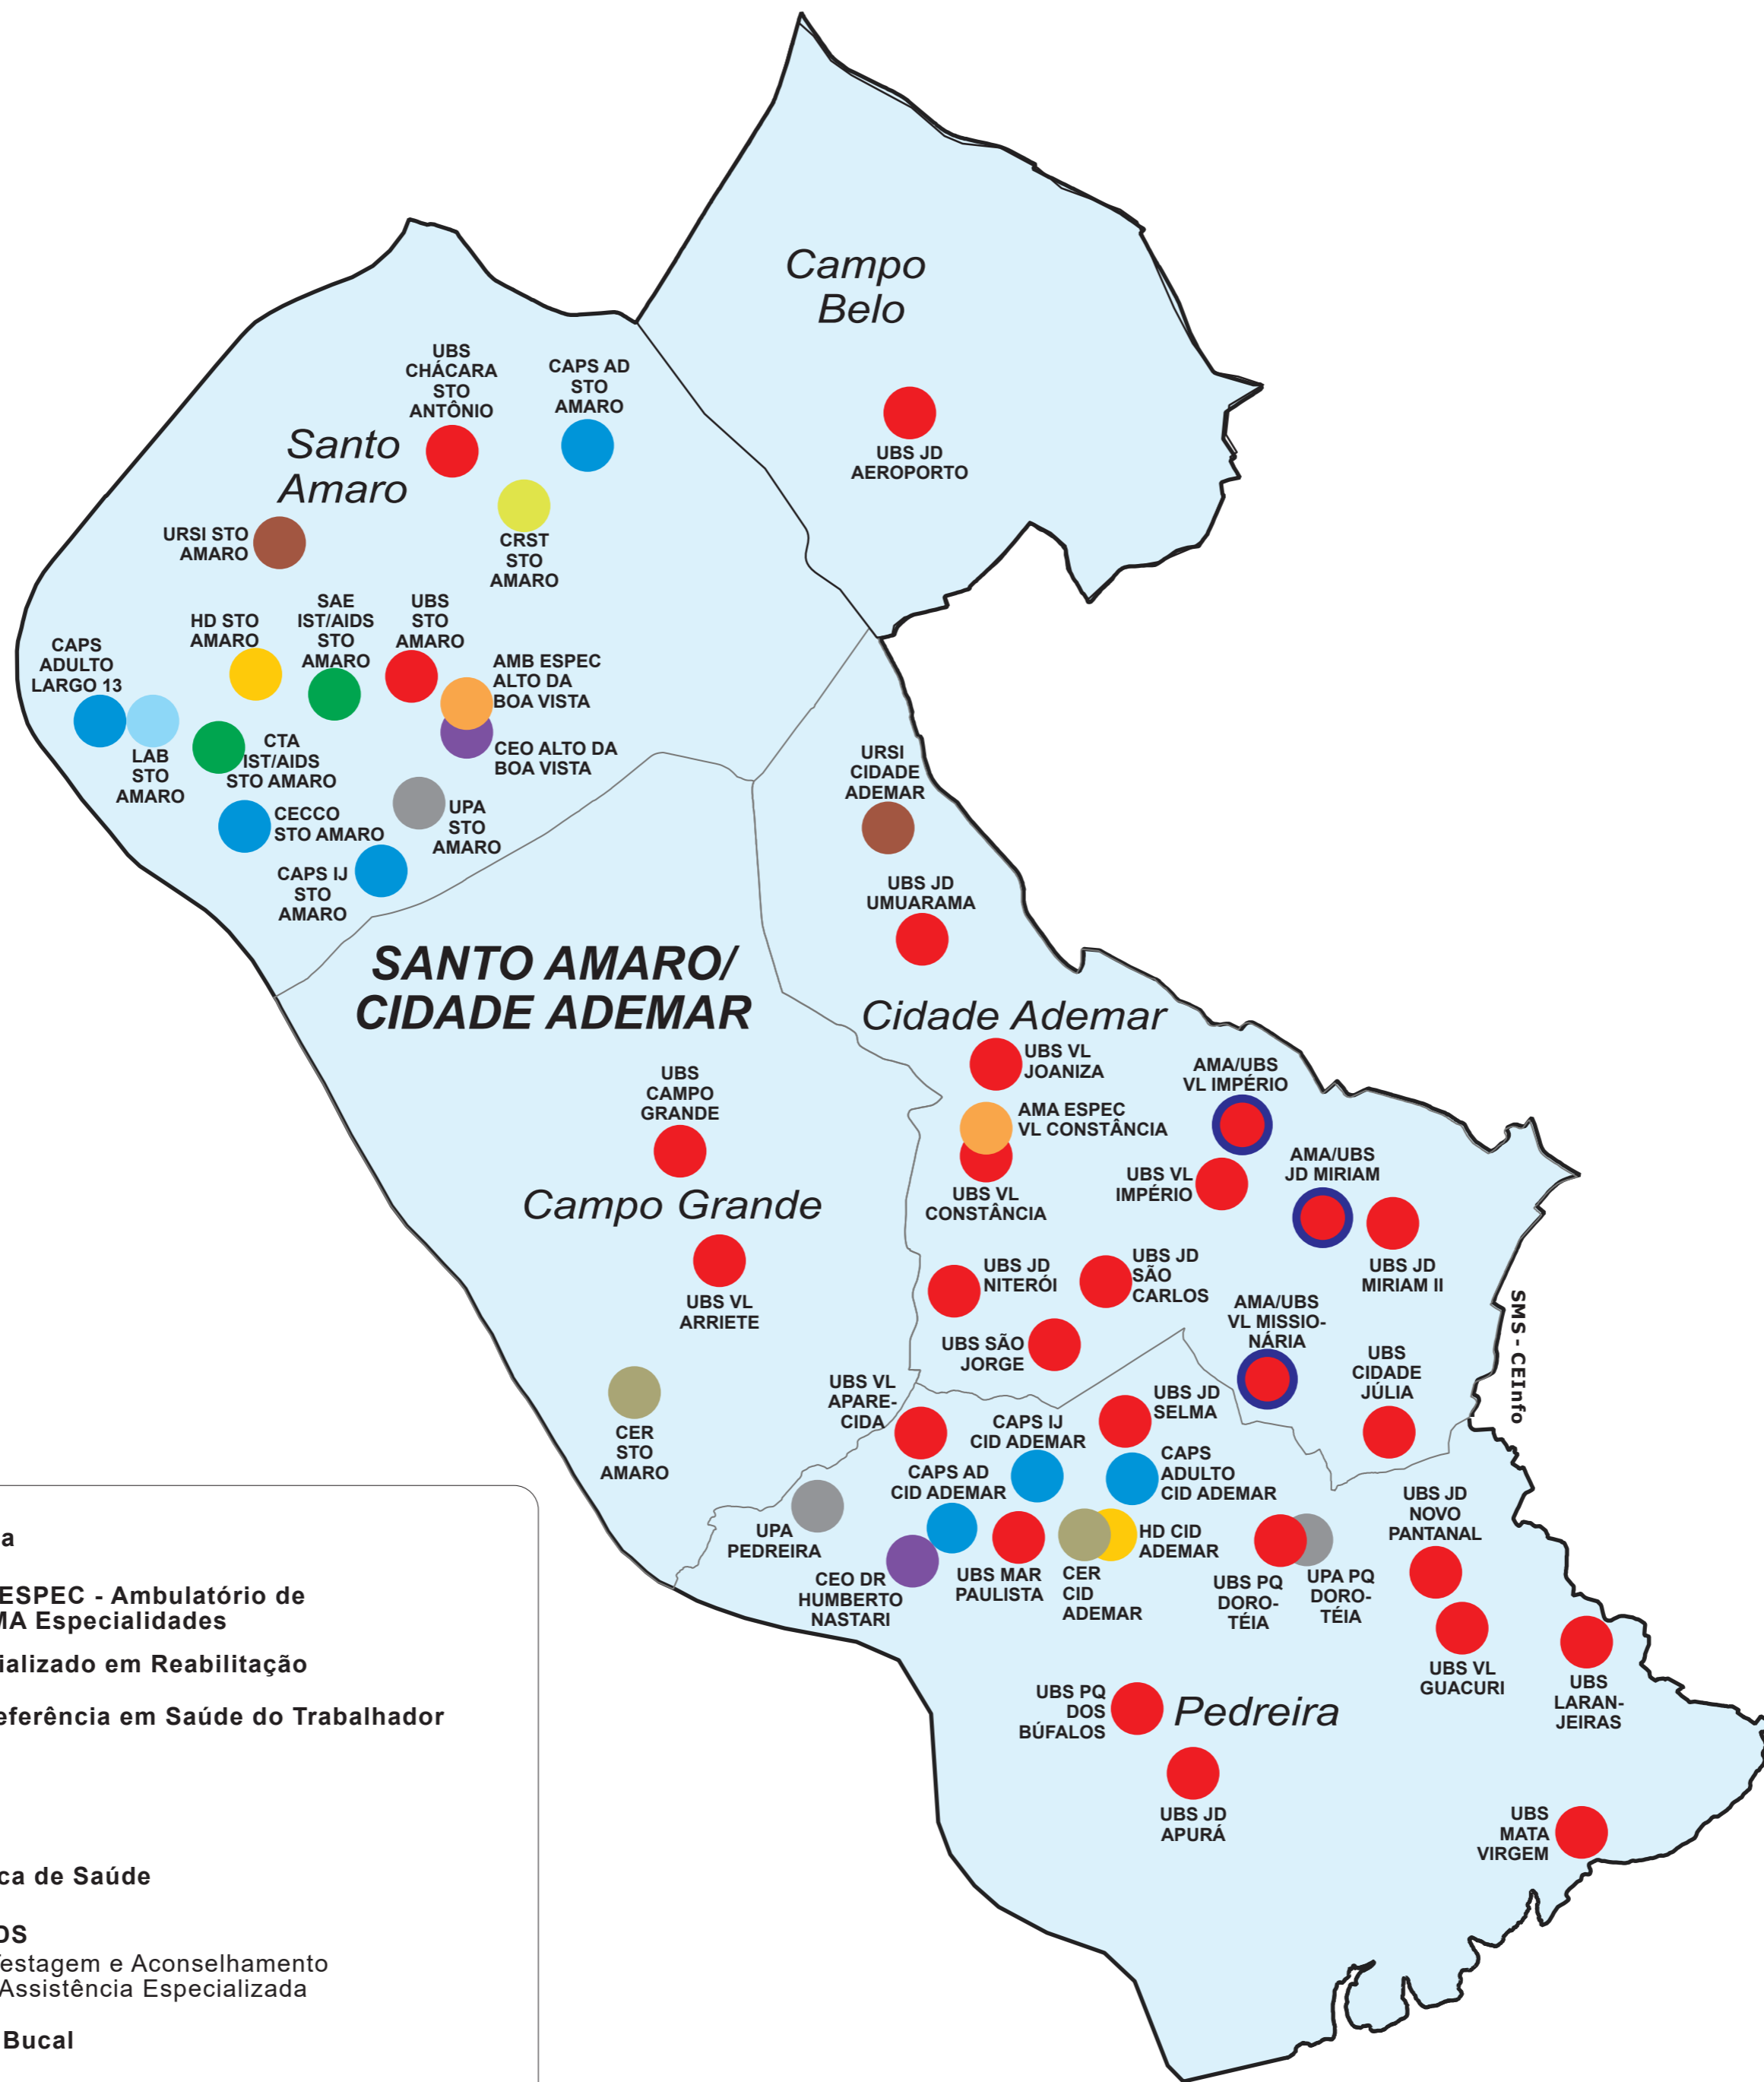 Campo
Belo
UBS
CHÁCARA
STO
ANTÔNIO
CAPS AD
STO
AMARO
UBS JD
AEROPORTO
Santo
Amaro
URSI STO
AMARO
CRST
STO
AMARO
HD STO
AMARO
SAE
IST/AIDS
STO
AMARO
UBS
STO
AMARO
CAPS
ADULTO
LARGO 13
AMB ESPEC
ALTO DA
BOA VISTA
CEO ALTO DA
BOA VISTA
LAB
STO
AMARO
CTA
IST/AIDS
STO AMARO
CECCO
STO AMARO
UPA
STO
AMARO
CAPS IJ
STO
AMARO
URSI
CIDADE
ADEMAR
UBS JD
UMUARAMA
SANTO AMARO/
CIDADE ADEMAR
Cidade Ademar
UBS VL
JOANIZA
AMA/UBS
VL IMPÉRIO
UBS
CAMPO
GRANDE
AMA ESPEC
VL CONSTÂNCIA
UBS VL
CONSTÂNCIA
UBS VL
IMPÉRIO
AMA/UBS
JD MIRIAM
UBS JD
MIRIAM II
Campo Grande
UBS VL
ARRIETE
UBS JD
NITERÓI
UBS JD
SÃO
CARLOS
UBS SÃO
JORGE
AMA/UBS
VL MISSIO-
NÁRIA
UBS
CIDADE
JÚLIA
SMS - CEInfo
CER
STO
AMARO
UBS VL
APARE-
CIDA
CAPS IJ
CID ADEMAR
UBS JD
SELMA
CAPS AD
CID ADEMAR
CAPS
ADULTO
CID ADEMAR
UPA
PEDREIRA
CEO DR
HUMBERTO
NASTARI
UBS MAR
PAULISTA
CER
CID
ADEMAR
HD CID
ADEMAR
UBS PQ
DORO-
TÉIA
UPA PQ
DORO-
TÉIA
UBS JD
NOVO
PANTANAL
UBS VL
GUACURI
UBS
LARAN-
JEIRAS
UBS PQ
DOS
BÚFALOS
Pedreira
UBS JD
APURÁ
UBS
MATA
VIRGEM
a
ESPEC - Ambulatório de
MA Especialidades
ializado em Reabilitação
eferência em Saúde do Trabalhador
ca de Saúde
DS
Testagem e Aconselhamento
Assistência Especializada
Bucal